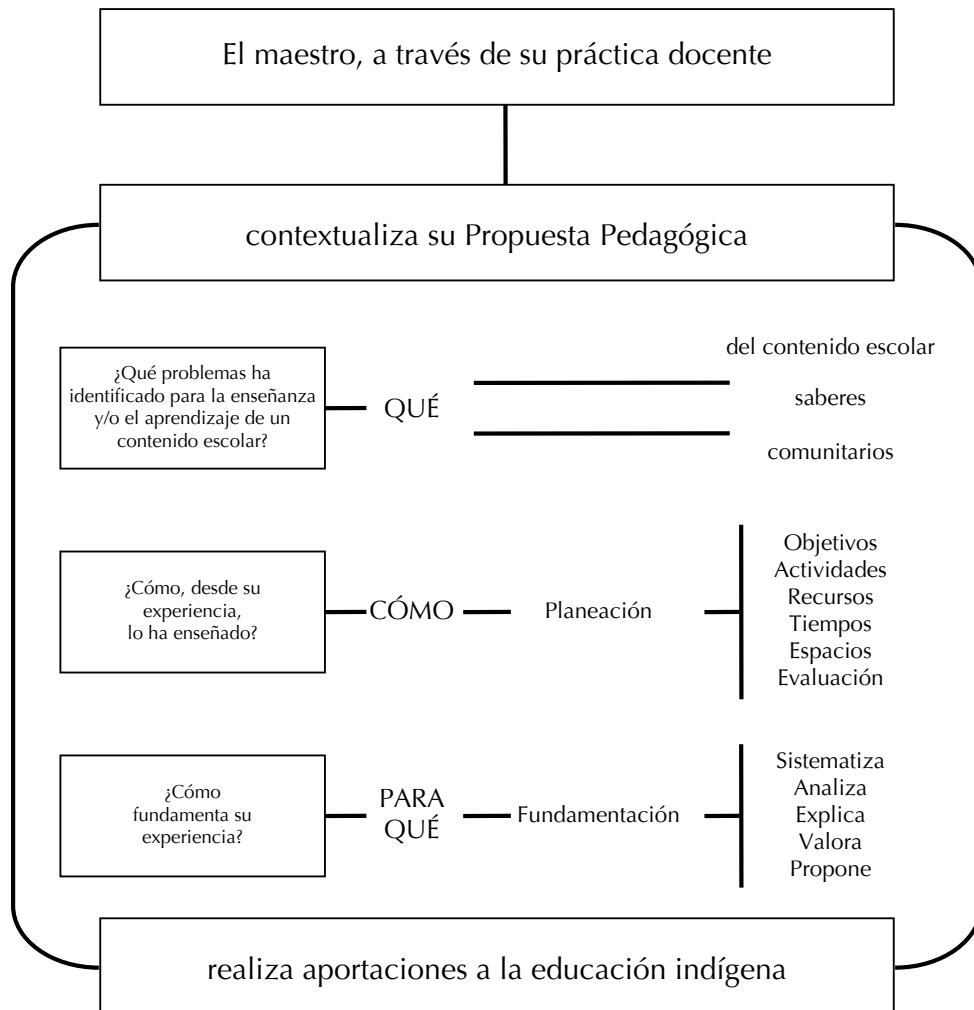 El maestro, a través de su práctica docente
contextualiza su Propuesta Pedagógica
¿Qué problemas ha
identificado para la enseñanza
y/o el aprendizaje de un
contenido escolar?
QUÉ
del contenido escolar
saberes
comunitarios
¿Cómo, desde su
experiencia,
lo ha enseñado?
CÓMO
Planeación
Objetivos
Actividades
Recursos
Tiempos
Espacios
Evaluación
¿Cómo
fundamenta su
experiencia?
PARA
QUÉ
Fundamentación
Sistematiza
Analiza
Explica
Valora
Propone
realiza aportaciones a la educación indígena